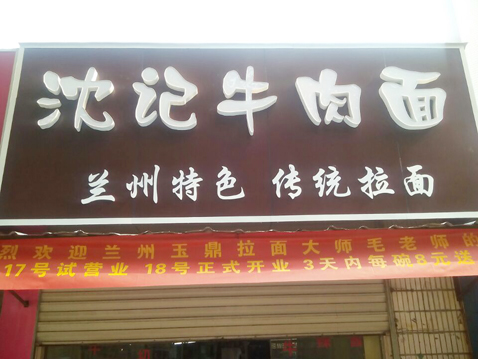 沈记牛肉面
兰州特色 传统拉面
烈欢迎兰州玉鼎拉面大师毛老师的
17号试营业 18号正式开业 3天内每碗8元送